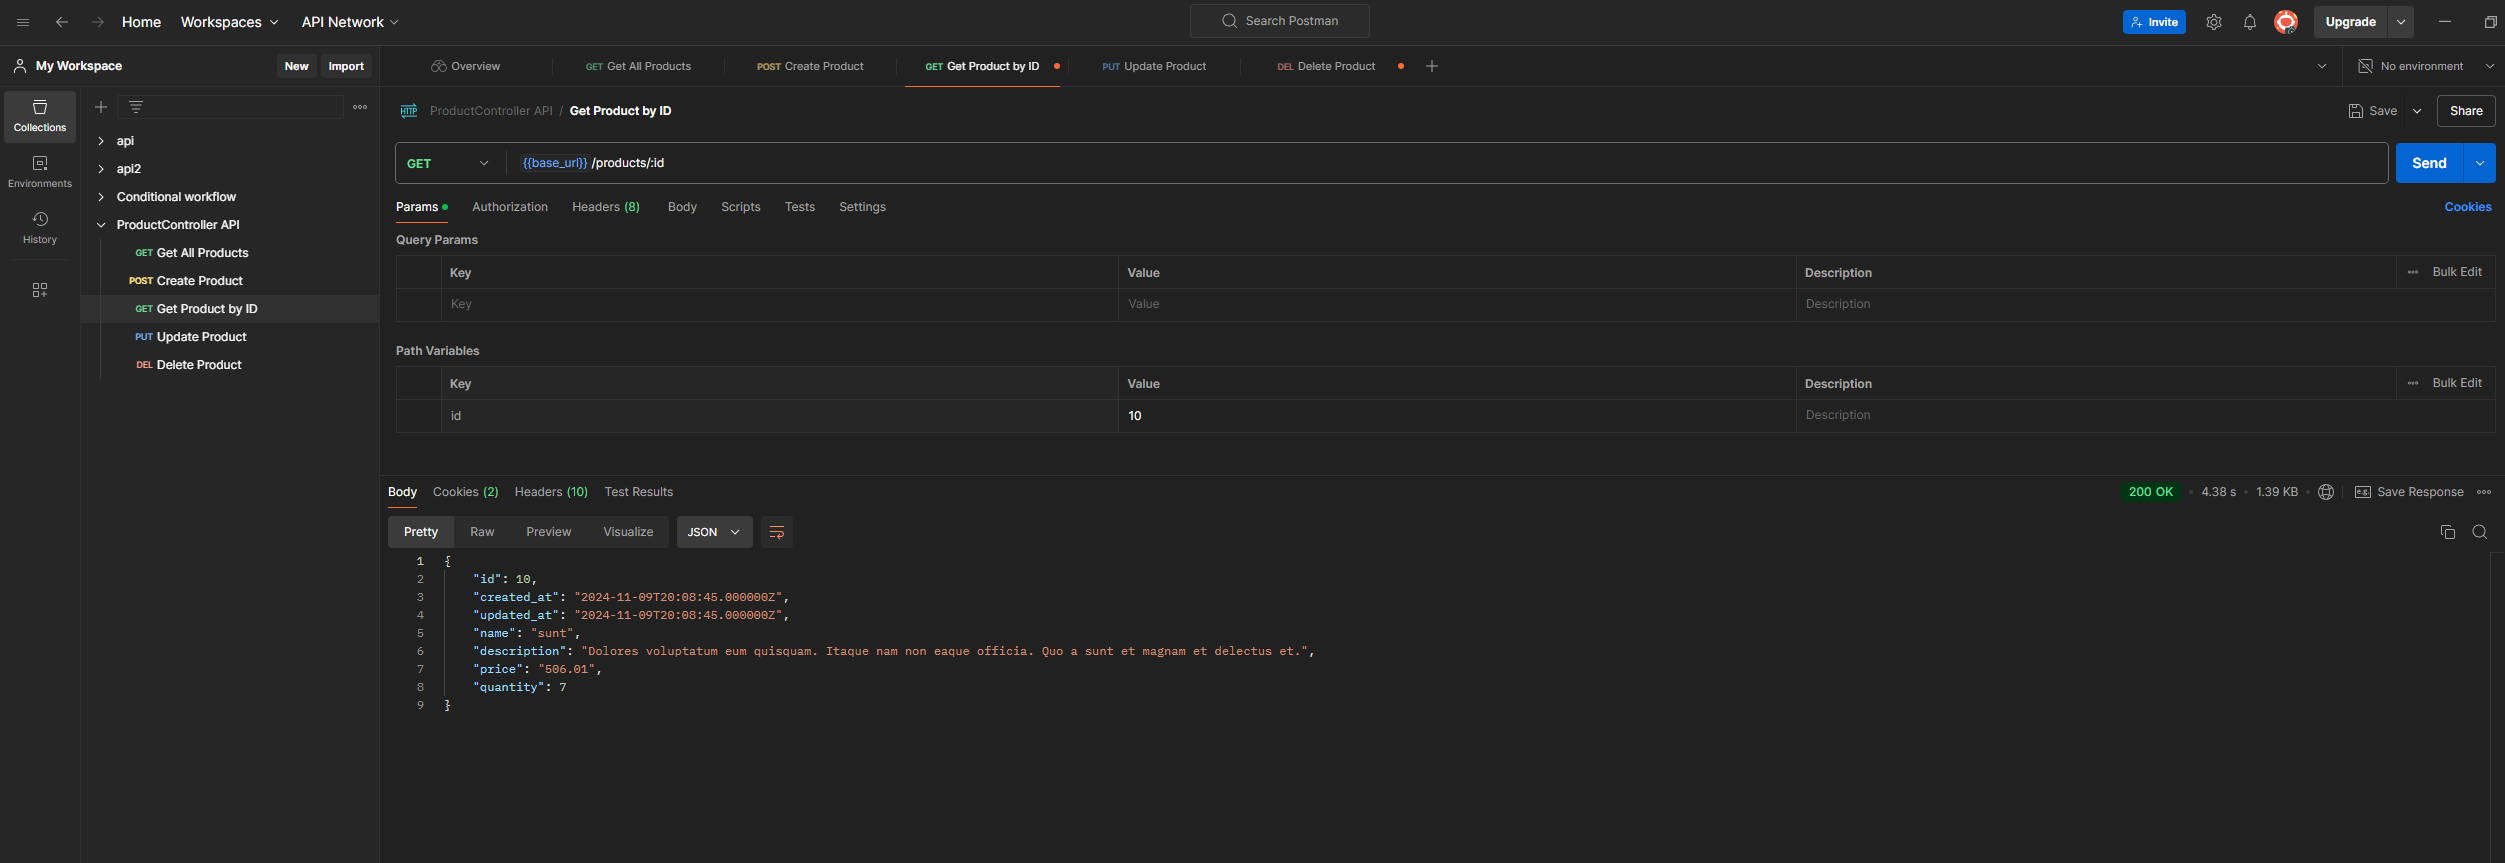 Home Workspaces API Network Search Postman Invite Upgrade
My Workspace New Import Overview GET Get All Products POST Create Product GET Get Product by ID PUT Update Product DEL Delete Product No environment
Collections
Environments
History
api
api2
Conditional workflow
ProductController API
GET Get All Products
POST Create Product
GET Get Product by ID
PUT Update Product
DEL Delete Product
HTTP ProductController API / Get Product by ID Save Share
GET {{base_url}} /products/:id Send
Params Authorization Headers (8) Body Scripts Tests Settings Cookies
Query Params
Key Value Description Bulk Edit
Key Value Description
Path Variables
Key Value Description Bulk Edit
id 10 Description
Body Cookies (2) Headers (10) Test Results 200 OK 4.38 s 1.39 KB e.g. Save Response
Pretty Raw Preview Visualize JSON
1 {
2 "id": 10,
3 "created_at": "2024-11-09T20:08:45.000000Z",
4 "updated_at": "2024-11-09T20:08:45.000000Z",
5 "name": "sunt",
6 "description": "Dolores voluptatum eum quisquam. Itaque nam non eaque officia. Quo a sunt et magnam et delectus et.",
7 "price": "506.01",
8 "quantity": 7
9 }